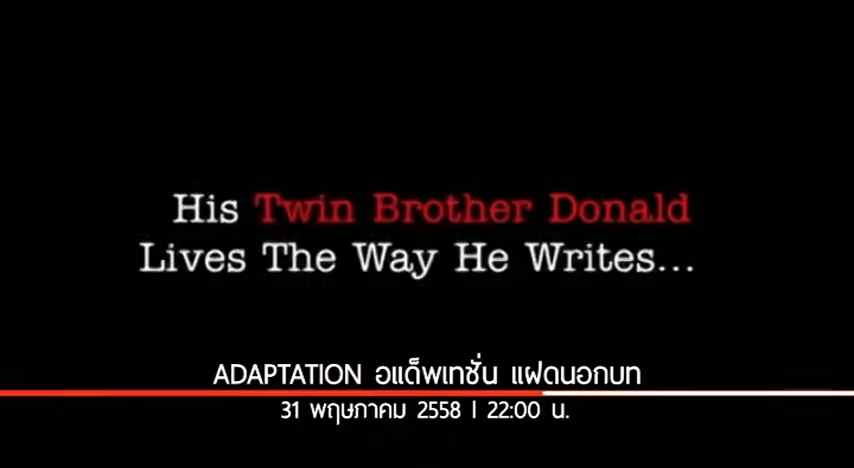 His Twin Brother Donald
Lives The Way He Writes...
ADAPTATION อแด็พเทชั่น แฝดนอกบท
31 พฤษภาคม 2558 | 22:00 น.